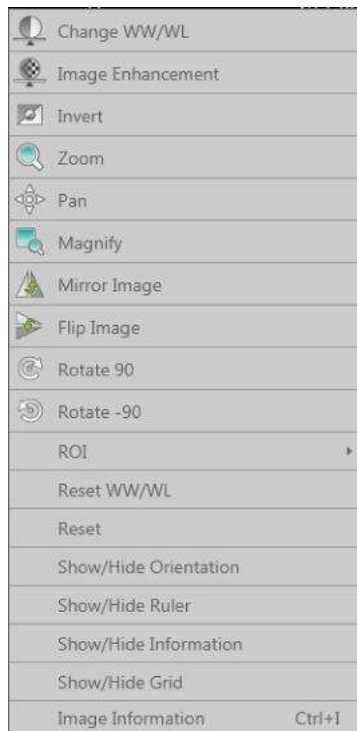 Change WW/WL
Image Enhancement
Invert
Zoom
Pan
Magnify
Mirror Image
Flip Image
Rotate 90
Rotate -90
ROI
Reset WW/WL
Reset
Show/Hide Orientation
Show/Hide Ruler
Show/Hide Information
Show/Hide Grid
Image Information Ctrl+I